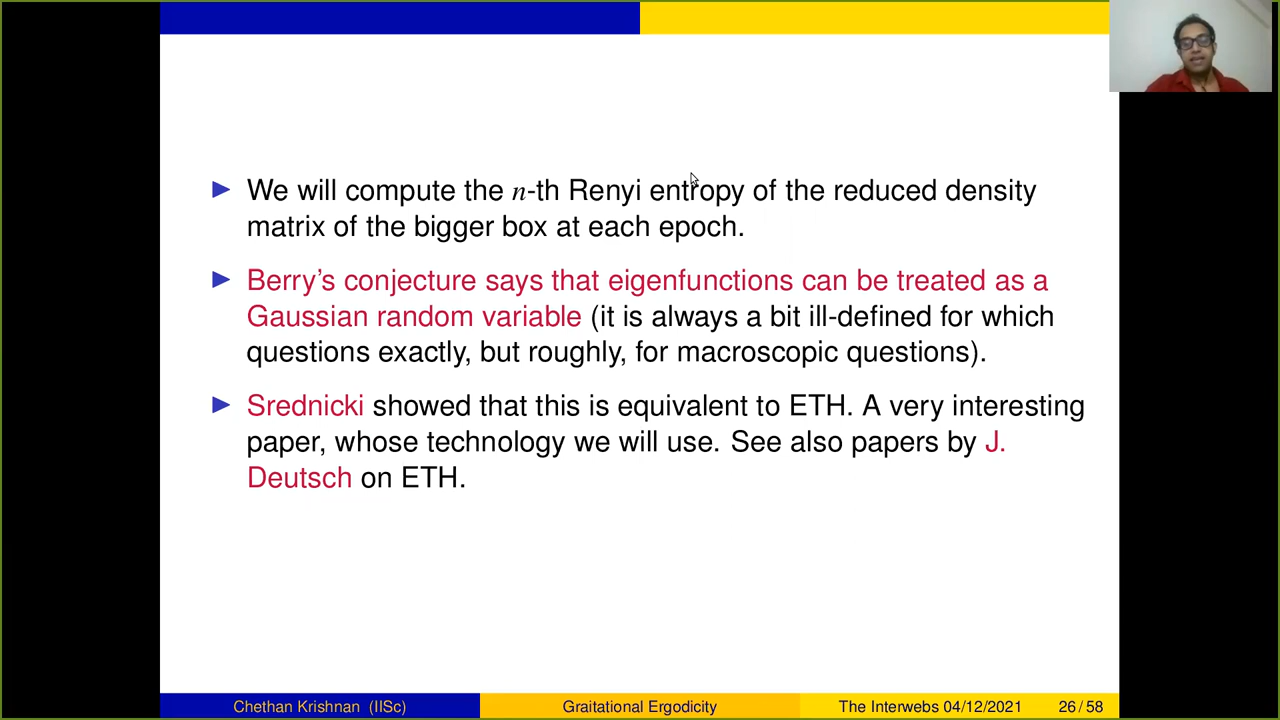 We will compute the n-th Renyi entropy of the reduced density
matrix of the bigger box at each epoch.
Berry's conjecture says that eigenfunctions can be treated as a
Gaussian random variable (it is always a bit ill-defined for which
questions exactly, but roughly, for macroscopic questions).
Srednicki showed that this is equivalent to ETH. A very interesting
paper, whose technology we will use. See also papers by J.
Deutsch on ETH.
Chethan Krishnan (IISc) Graitational Ergodicity The Interwebs 04/12/2021 26 / 58